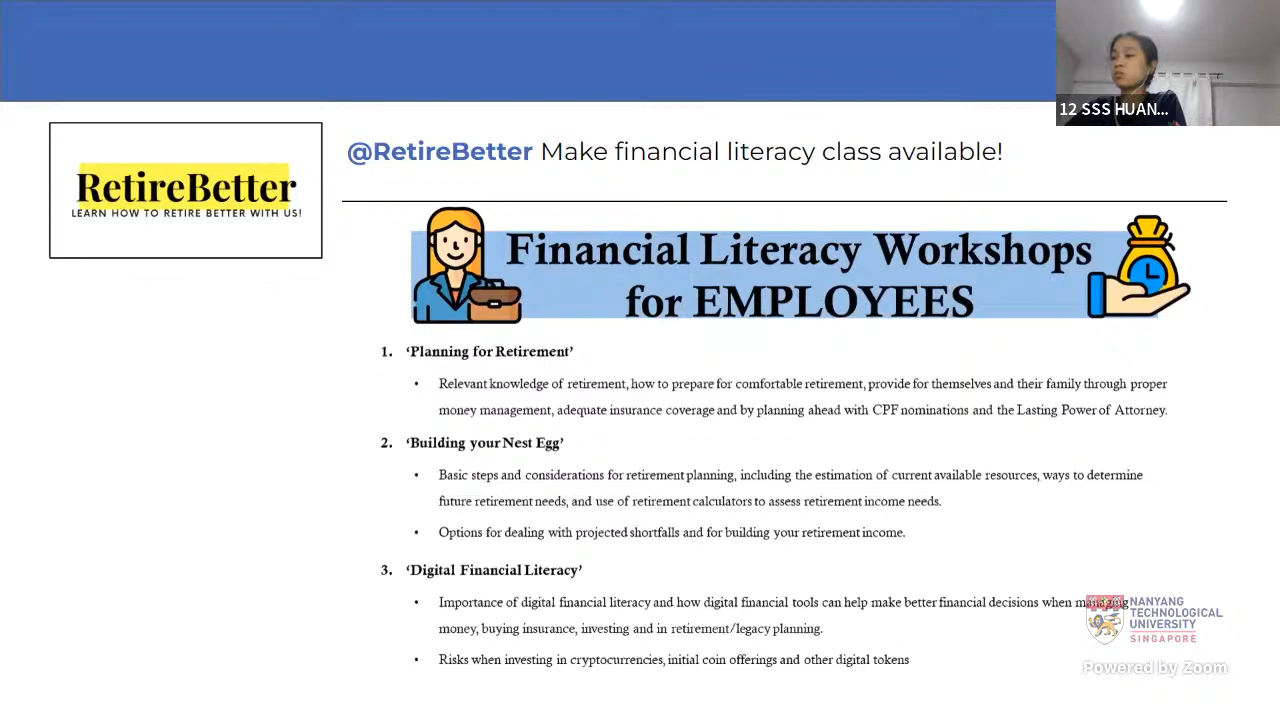 12 SSS HUAN...
@RetireBetter Make financial literacy class available!
RetireBetter
LEARN HOW TO RETIRE BETTER WITH US!
Financial Literacy Workshops
for EMPLOYEES
1. ‘Planning for Retirement’
• Relevant knowledge of retirement, how to prepare for comfortable retirement, provide for themselves and their family through proper
money management, adequate insurance coverage and by planning ahead with CPF nominations and the Lasting Power of Attorney.
2. ‘Building your Nest Egg’
• Basic steps and considerations for retirement planning, including the estimation of current available resources, ways to determine
future retirement needs, and use of retirement calculators to assess retirement income needs.
• Options for dealing with projected shortfalls and for building your retirement income.
3. ‘Digital Financial Literacy’
• Importance of digital financial literacy and how digital financial tools can help make better financial decisions when managing
money, buying insurance, investing and in retirement/legacy planning.
• Risks when investing in cryptocurrencies, initial coin offerings and other digital tokens
NANYANG
TECHNOLOGICAL
UNIVERSITY
SINGAPORE
Powered by Zoom